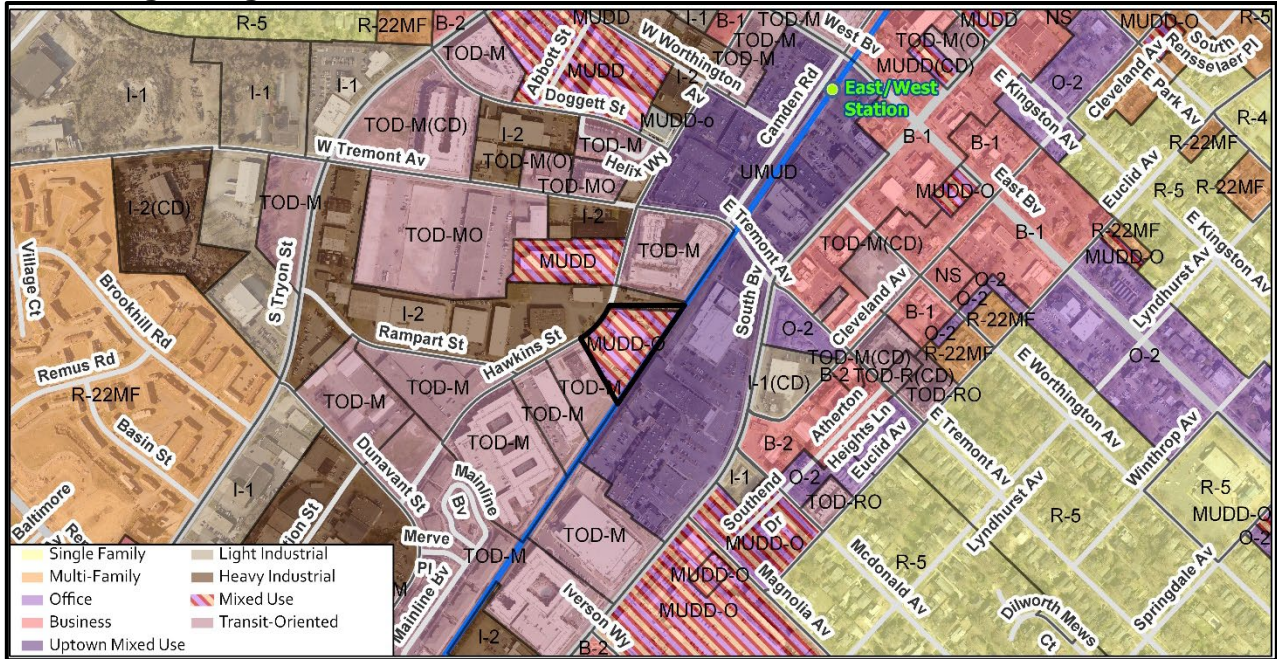 R-5
R-22MF
B-2
TOD-M
MUDD
Abbott St
MUDD
Doggett St
I-1
B-1
TOD-M
W Worthington Av
TOD-M
TOD-M
I-2
MUDD-o
West Bv
TOD-M(O)
MUDD(CD)
MUDD
NS
O-2
Cleveland Av
MUDD-O
South Rensselaer Pl
R-5
E Park Av
R-4
I-1
I-1
I-1
TOD-M(CD)
I-2
TOD-M(O)
TOD-M
Helix Wy
TOD-MO
Camden Rd
East/West
Station
E Kingston Av
B-1
B-1
R-22MF
Euclid Av
R-5
R-22MF
W Tremont Av
I-2(CD)
TOD-M
TOD-MO
I-2
MUDD
TOD-M
UMUD
E Tremont Av
MUDD-O
East Bv
B-1
R-22MF
MUDD-O
E Kingston Av
TOD-M(CD)
NS
O-2
O-2
Lyndhurst Av
Village Ct
Brookhill Rd
S Tryon St
I-2
Rampart St
Hawkins St
MUDD-O
South Bv
O-2
Cleveland Av
B-1
O-2
R-22MF
R-22MF
O-2
Remus Rd
R-22MF
Basin St
TOD-M
TOD-M
TOD-M
I-1(CD)
TOD-M(CD)
B-2
TOD-R(CD)
TOD-RO
E Worthington Av
Atherton
Heights Ln
Euclid Av
E Tremont Av
Winthrop Av
Dunavant St
TOD-M
Mainline Bv
B-2
O-2
I-1
Southend Dr
TOD-RO
Lyndhurst Av
R-5
R-5
MUDD-O
O-2
Baltimore
I-1
Merve Pl
TOD-M
TOD-M
MUDD-O
MUDD-O
MUDD-O
Mcdonald Av
R-5
Springdale Av
Mainline Bv
I-2
Iverson Wy
B-2
Magnolia Av
Dilworth Mews Ct
Single Family
Light Industrial
Multi-Family
Heavy Industrial
Office
Mixed Use
Business
Transit-Oriented
Uptown Mixed Use